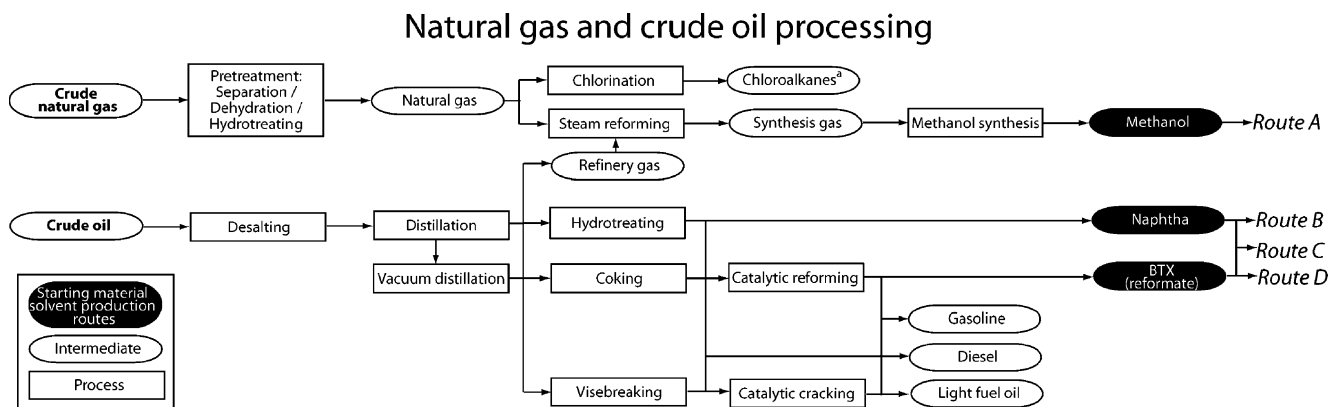 Natural gas and crude oil processing
Crude
natural gas
Pretreatment:
Separation /
Dehydration /
Hydrotreating
Natural gas
Chlorination
Chloroalkanesᵃ
Steam reforming
Synthesis gas
Methanol synthesis
Methanol
Route A
Refinery gas
Crude oil
Desalting
Distillation
Hydrotreating
Naphtha
Route B
Route C
Vacuum distillation
Coking
Catalytic reforming
BTX
(reformate)
Route D
Gasoline
Diesel
Visebreaking
Catalytic cracking
Light fuel oil
Starting material
solvent production
routes
Intermediate
Process